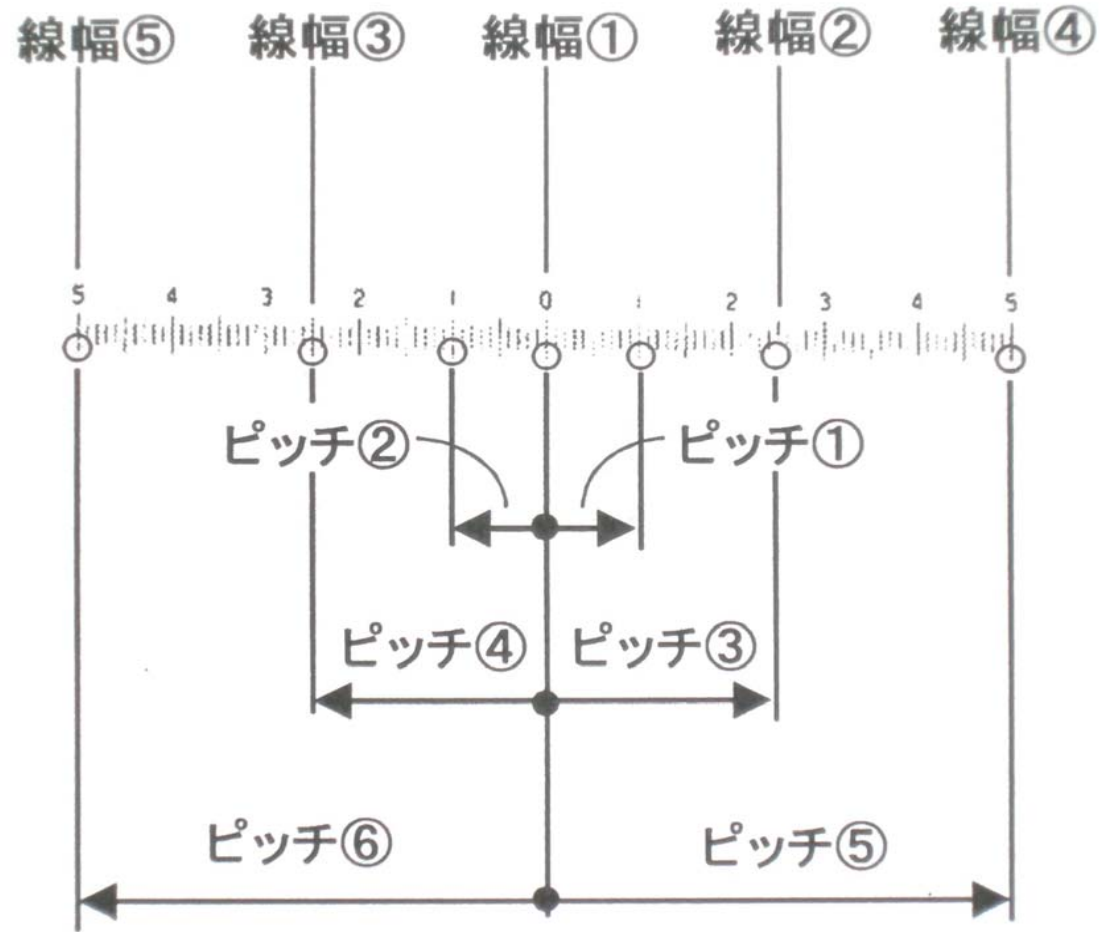 線幅⑤ 線幅③ 線幅① 線幅② 線幅④
5 4 3 2 1 0 1 2 3 4 5
ピッチ② ピッチ①
ピッチ④ ピッチ③
ピッチ⑥ ピッチ⑤